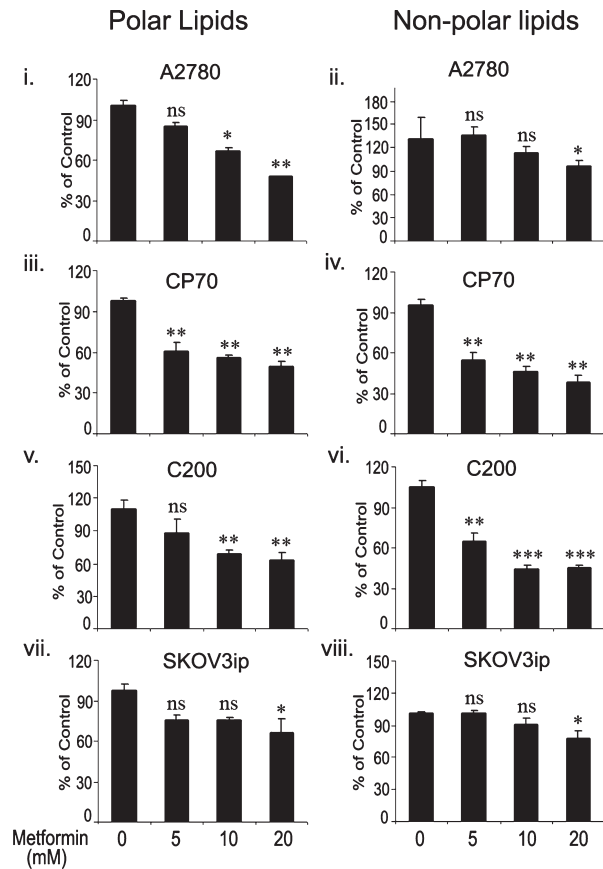 Polar Lipids
Non-polar lipids
i.
A2780
% of Control
120
90
60
30
0
ns
*
**
ii.
A2780
% of Control
180
150
120
90
60
30
0
ns
ns
*
iii.
CP70
% of Control
120
90
60
30
0
**
**
**
iv.
CP70
% of Control
120
90
60
30
0
**
**
**
v.
C200
% of Control
150
120
90
60
30
0
ns
**
**
vi.
C200
% of Control
120
90
60
30
0
**
***
***
vii.
SKOV3ip
% of Control
120
90
60
30
0
ns
ns
*
viii.
SKOV3ip
% of Control
150
120
90
60
30
0
ns
ns
*
Metformin 0 5 10 20 0 5 10 20
(mM)